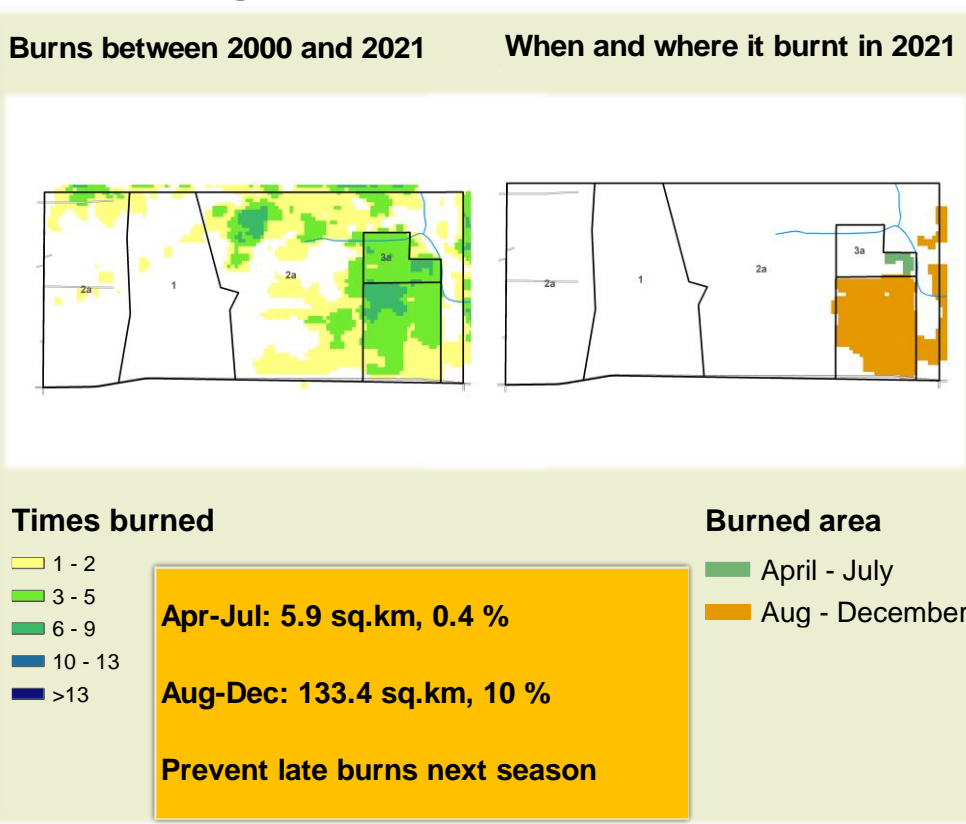 Burns between 2000 and 2021
When and where it burnt in 2021
2a
1
2a
3a
2a
1
2a
3a
Times burned
1 - 2
3 - 5
6 - 9
10 - 13
>13
Apr-Jul: 5.9 sq.km, 0.4 %
Aug-Dec: 133.4 sq.km, 10 %
Prevent late burns next season
Burned area
April - July
Aug - December